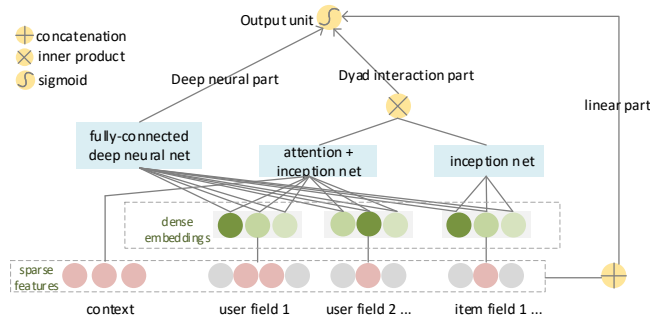 Output unit
concatenation
inner product
sigmoid
Deep neural part
Dyad interaction part
linear part
fully-connected
deep neural net
attention +
inception net
inception net
dense
embeddings
sparse
features
context
user field 1
user field 2 ...
item field 1 ...